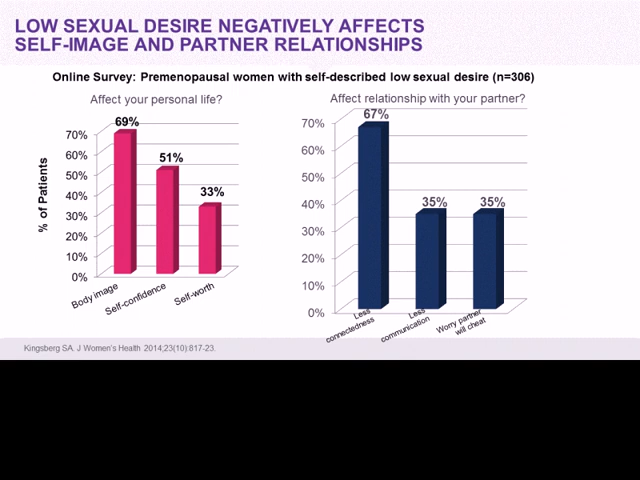 LOW SEXUAL DESIRE NEGATIVELY AFFECTS
SELF-IMAGE AND PARTNER RELATIONSHIPS
Online Survey: Premenopausal women with self-described low sexual desire (n=306)
Affect your personal life?
% of Patients
70%
60%
50%
40%
30%
20%
10%
0%
69%
51%
33%
Body image
Self-confidence
Self-worth
Affect relationship with your partner?
70%
60%
50%
40%
30%
20%
10%
0%
67%
35%
35%
Less
connectedness
Less
communication
Worry partner
will cheat
Kingsberg SA. J Women's Health 2014;23(10):817-23.